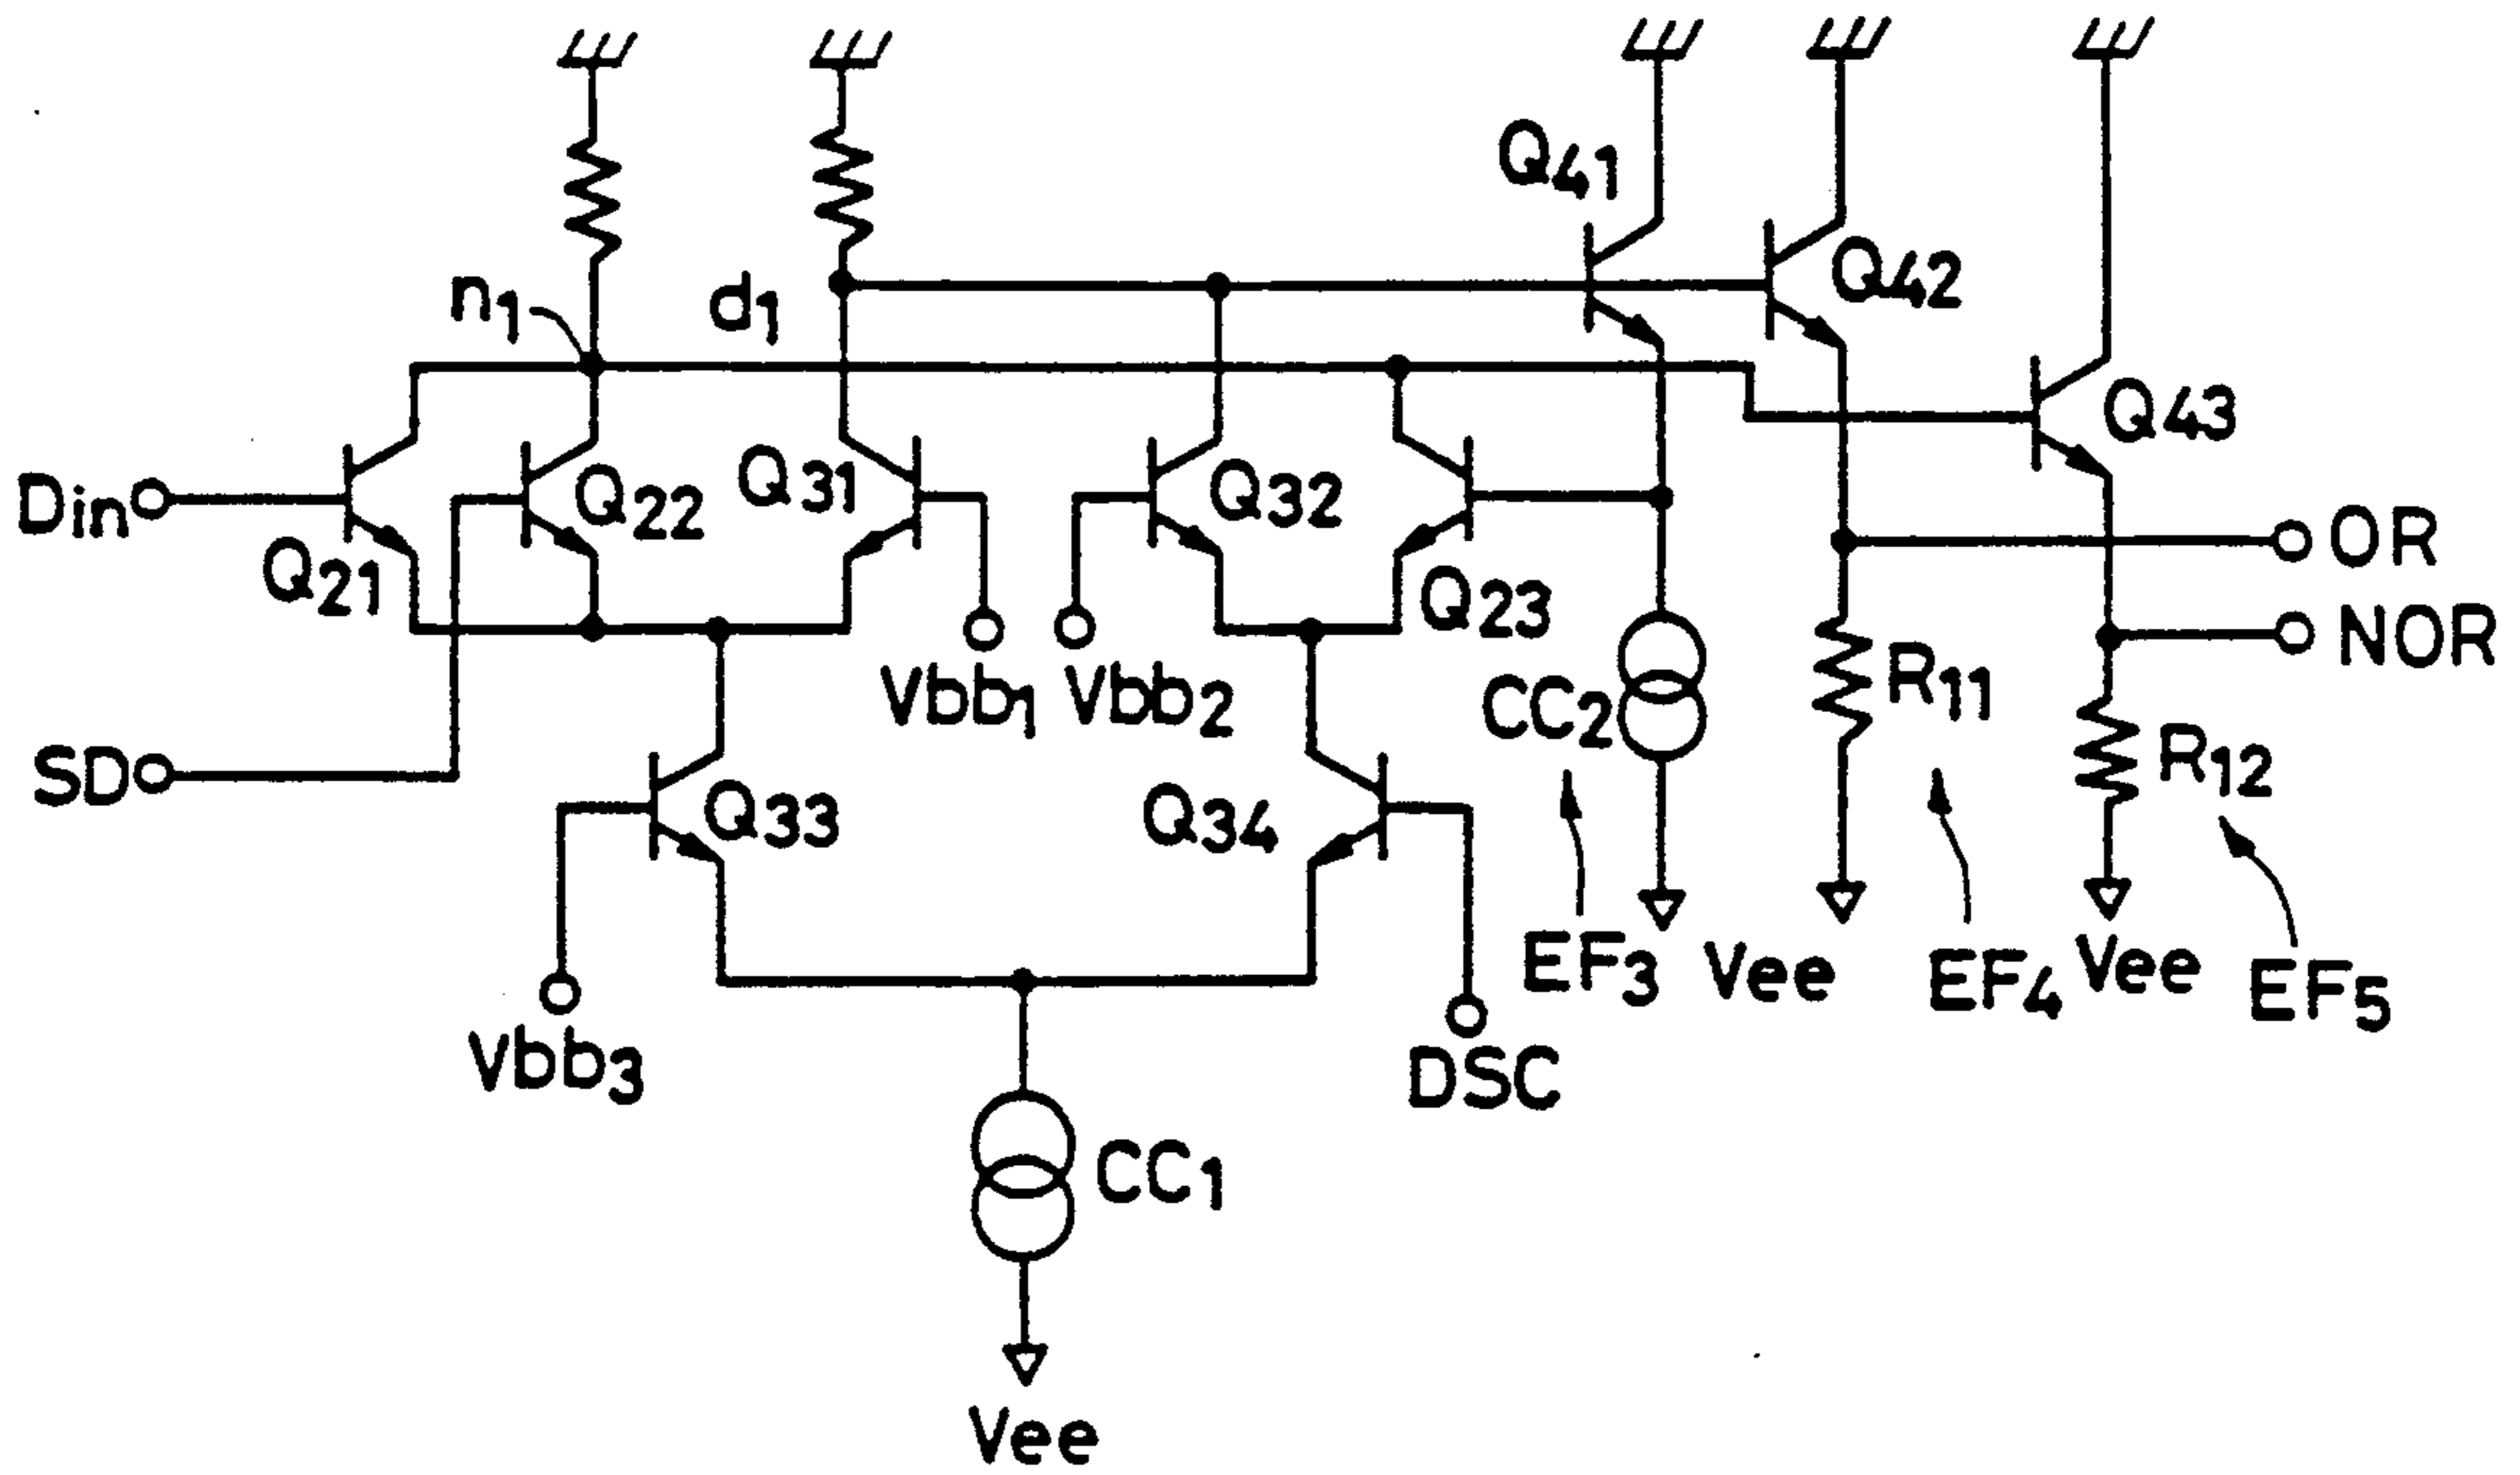 Q41
Q42
n1
d1
Q43
Din
Q21
Q22
Q31
Q32
Q23
OR
NOR
Vbb1
Vbb2
CC2
R11
R12
SD
Q33
Q34
EF3
Vee
EF4
Vee
EF5
Vbb3
DSC
CC1
Vee